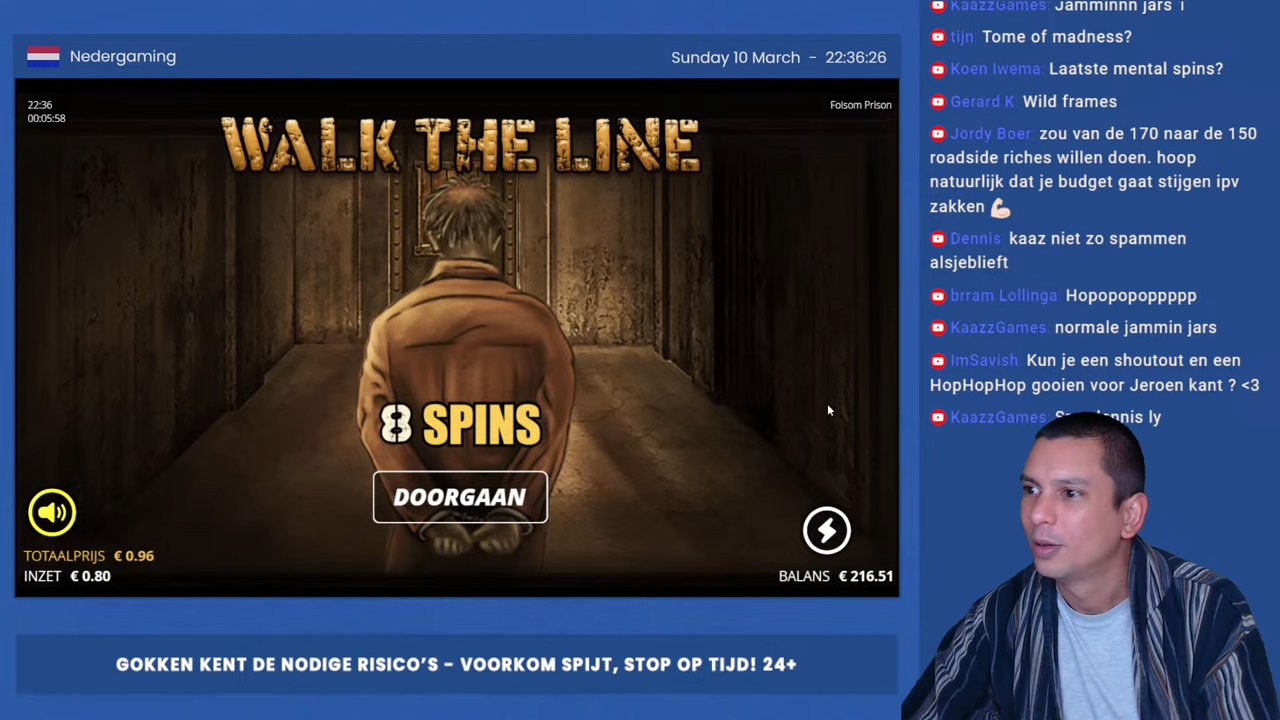 Nedergaming
Sunday 10 March - 22:36:26
22:36
00:05:58
Folsom Prison
WALK THE LINE
8 SPINS
DOORGAAN
TOTAALPRIJS € 0.96
INZET € 0.80
BALANS € 216.51
GOKKEN KENT DE NODIGE RISICO'S - VOORKOM SPIJT, STOP OP TIJD! 24+
KaazzGames: Jaminnn jars 1
tijn: Tome of madness?
Koen Iwema: Laatste mental spins?
Gerard K: Wild frames
Jordy Boer: zou van de 170 naar de 150
roadside riches willen doen. hoop
natuurlijk dat je budget gaat stijgen ipv
zakken 💪🏻
Dennis: kaaz niet zo spammen
alsjeblieft
brram Lollinga: Hopopopoppppp
KaazzGames: normale jammin jars
ImSavish: Kun je een shoutout en een
HopHopHop gooien voor Jeroen kant ? <3
KaazzGames: ly